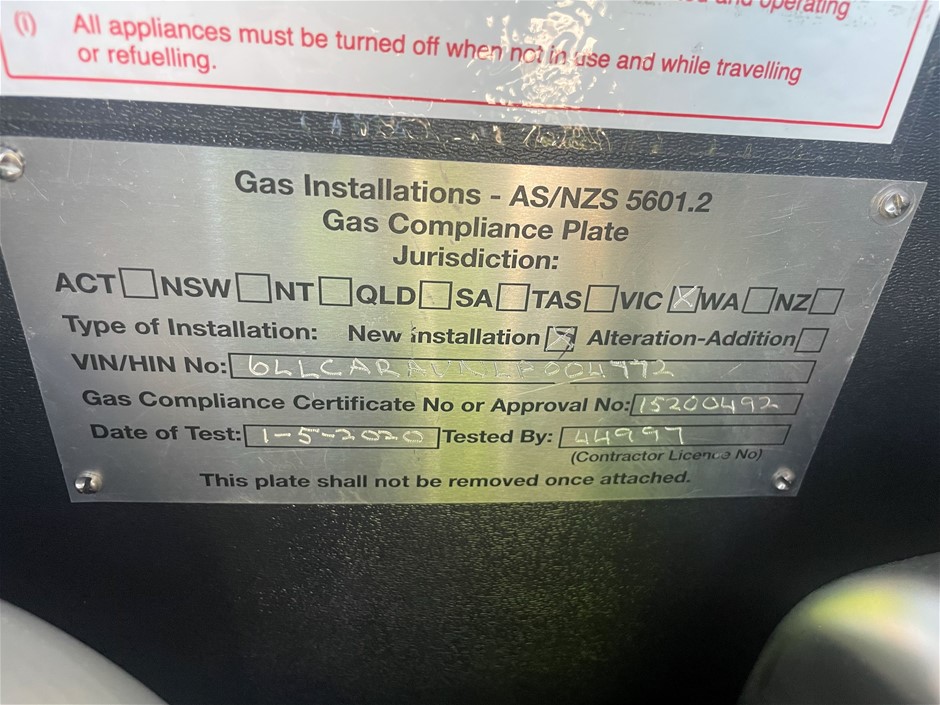 and operating
(i) All appliances must be turned off when not in use and while travelling
or refuelling.
Gas Installations - AS/NZS 5601.2
Gas Compliance Plate
Jurisdiction:
ACT NSW NT QLD SA TAS VIC WA NZ
Type of Installation: New installation Alteration-Addition
VIN/HIN No:
Gas Compliance Certificate No or Approval No: 15200492
Date of Test: 1-5-2020 Tested By: 44997
(Contractor Licence No)
This plate shall not be removed once attached.